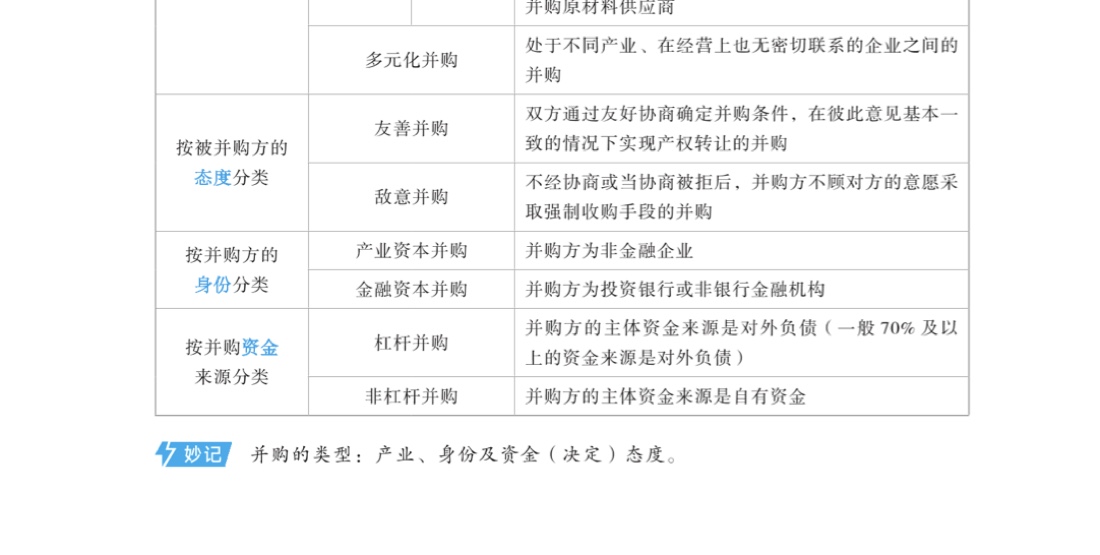 并购原材料供应商
多元化并购
处于不同产业、在经营上也无密切联系的企业之间的
并购
按被并购方的
态度分类
友善并购
双方通过友好协商确定并购条件，在彼此意见基本一
致的情况下实现产权转让的并购
敌意并购
不经协商或当协商被拒后，并购方不顾对方的意愿采
取强制收购手段的并购
按并购方的
身份分类
产业资本并购
并购方为非金融企业
金融资本并购
并购方为投资银行或非银行金融机构
按并购资金
来源分类
杠杆并购
并购方的主体资金来源是对外负债（一般 70% 及以
上的资金来源是对外负债）
非杠杆并购
并购方的主体资金来源是自有资金
妙记 并购的类型：产业、身份及资金（决定）态度。